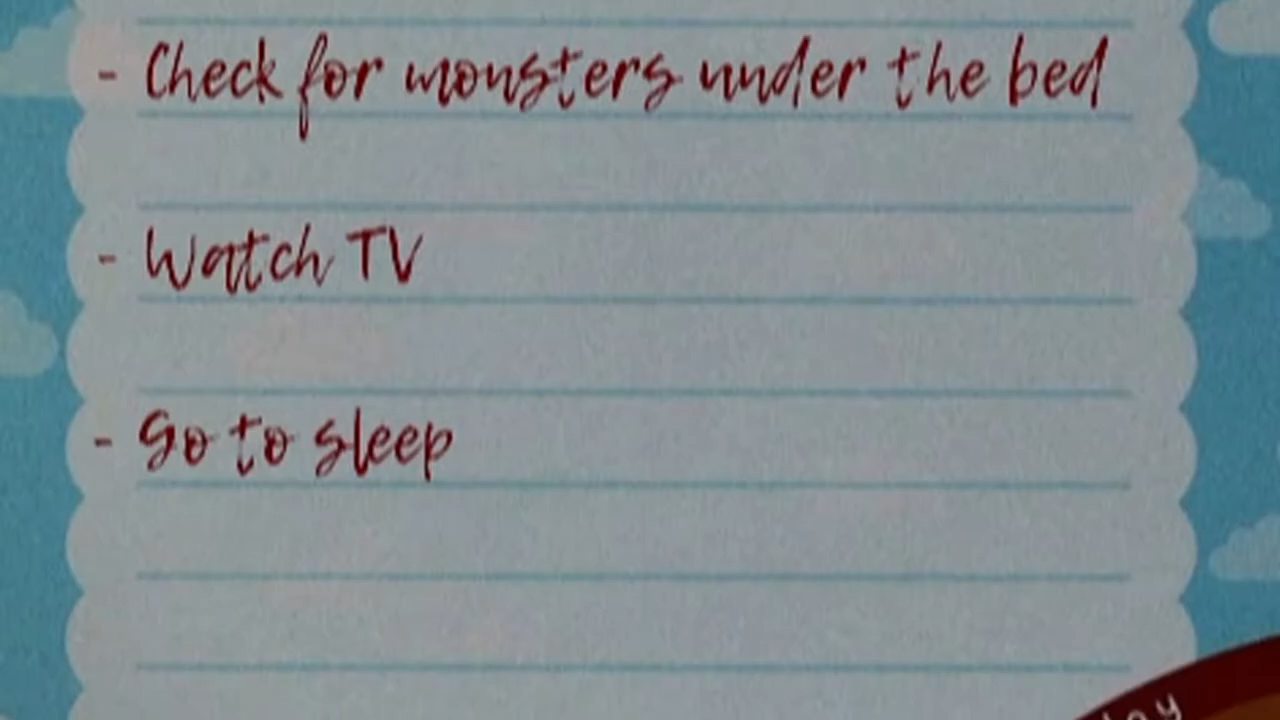 - Check for monsters under the bed
- Watch TV
- Go to sleep